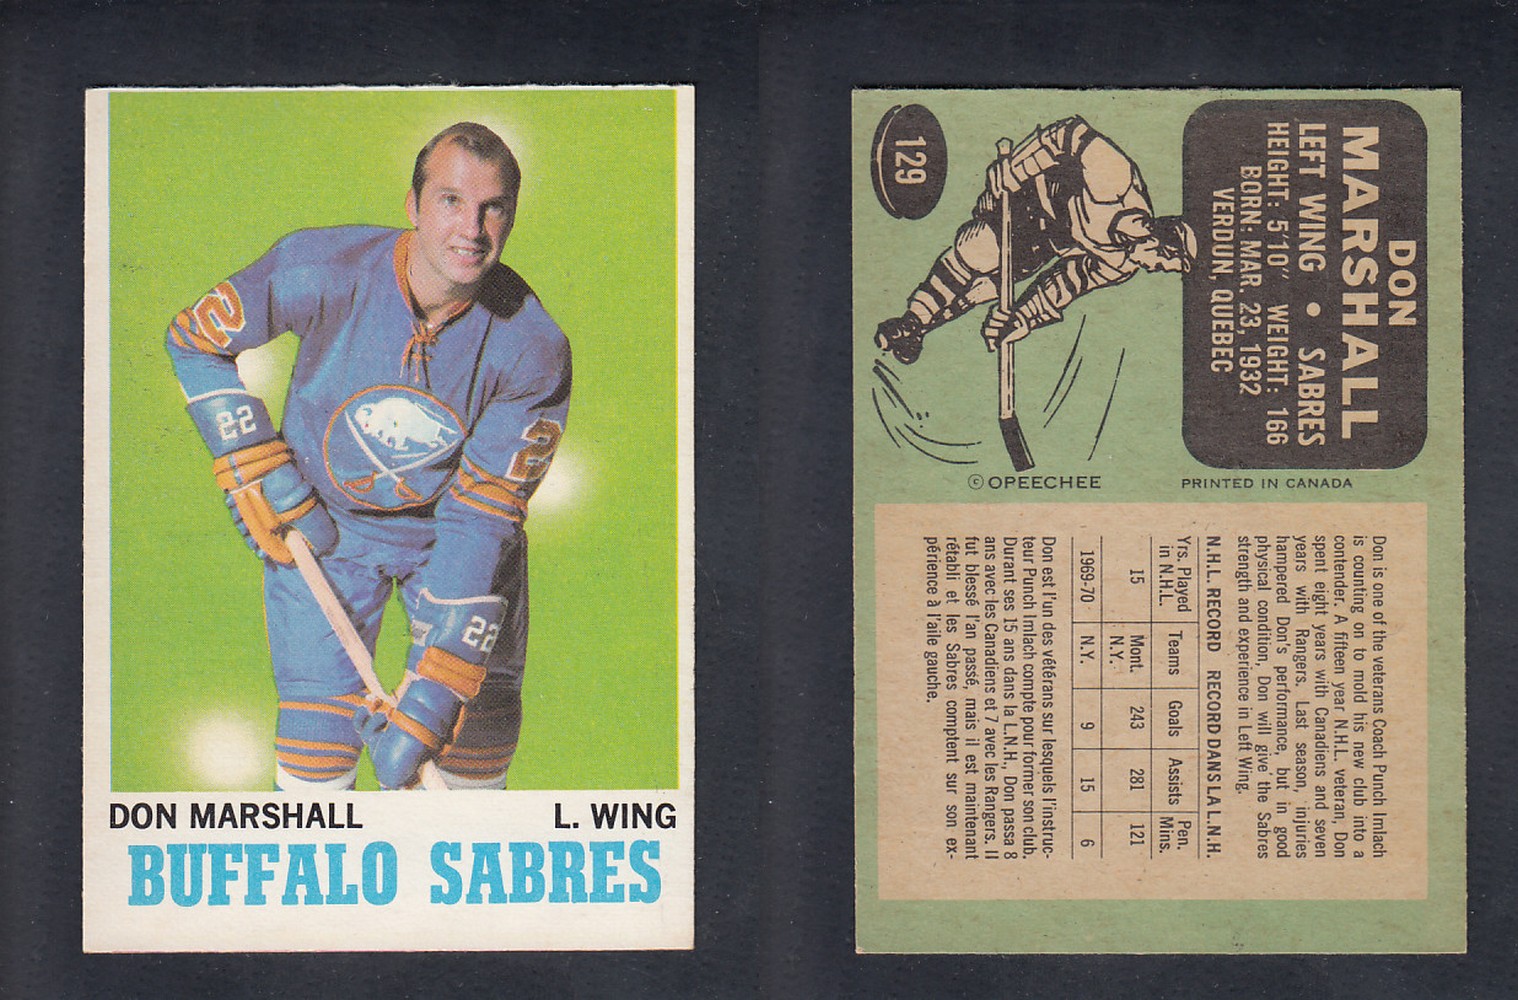 2
22
2
22
DON MARSHALL L. WING
BUFFALO SABRES
129
DON
MARSHALL
LEFT WING • SABRES
HEIGHT: 5'10" WEIGHT: 166
BORN: MAR. 23, 1932
VERDUN, QUEBEC
© OPEECHEE PRINTED IN CANADA
Don is one of the veterans Coach Punch Imlach
is counting on to mold his new club into a
contender. A fifteen year N.H.L. veteran, Don
spent eight years with Canadiens and seven
years with Rangers. Last season, injuries
hampered Don's performance, but in good
physical condition, Don will give the Sabres
strength and experience in Left Wing.
N.H.L. RECORD RECORD DANS LA L.N.H.
Yrs. Played in N.H.L. Teams Goals Assists Pen. Mins.
15 Mont. N.Y. 243 281 121
1969-70 N.Y. 9 15 6
Don est l'un des vétérans sur lesquels l'instruc-
teur Punch Imlach compte pour former son club.
Durant ses 15 ans dans la L.N.H., Don passa 8
ans avec les Canadiens et 7 avec les Rangers. Il
fut blessé l'an passé, mais il est maintenant
rétabli et les Sabres comptent sur son ex-
périence à l'aile gauche.